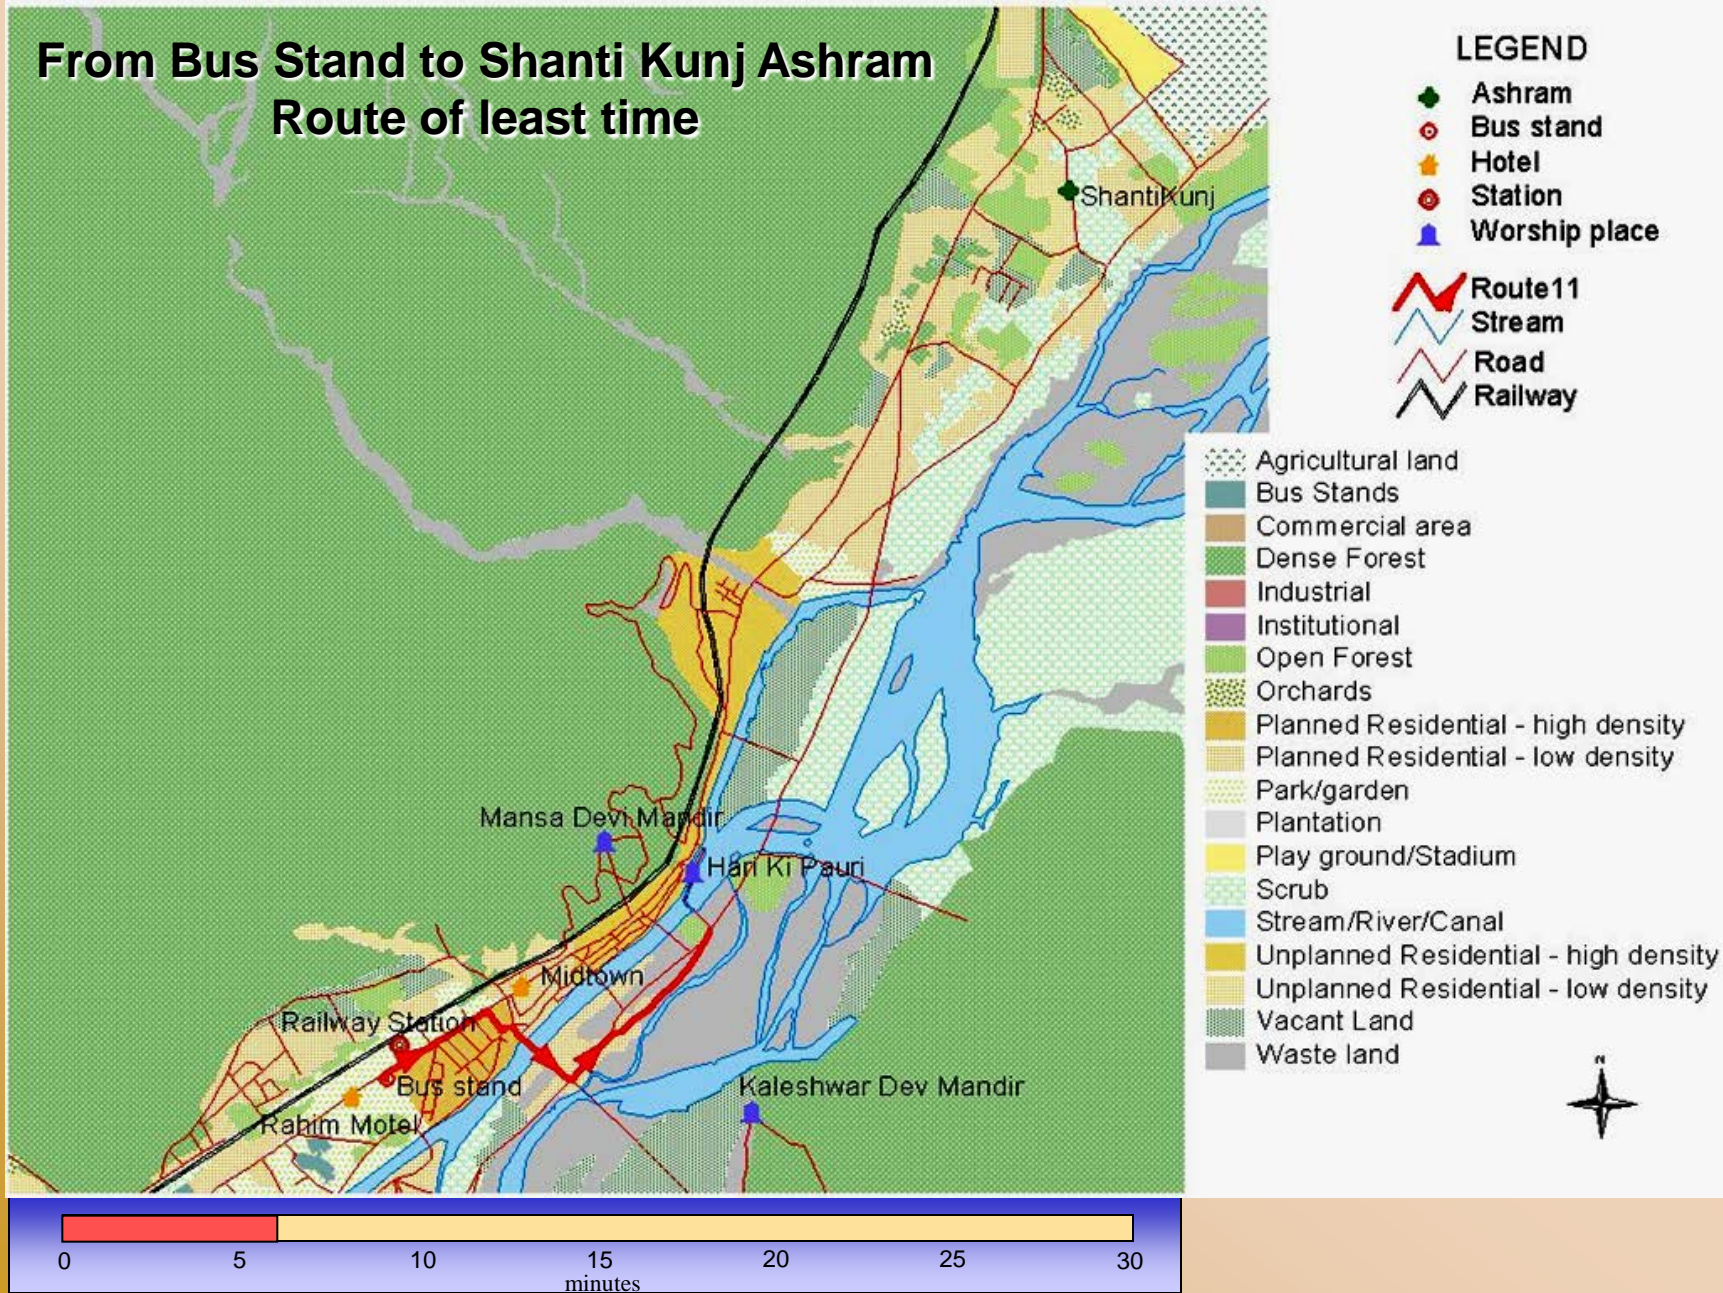 From Bus Stand to Shanti Kunj Ashram
Route of least time
LEGEND
Ashram
Bus stand
Hotel
Station
Worship place
Route11
Stream
Road
Railway
Agricultural land
Bus Stands
Commercial area
Dense Forest
Industrial
Institutional
Open Forest
Orchards
Planned Residential - high density
Planned Residential - low density
Park/garden
Plantation
Play ground/Stadium
Scrub
Stream/River/Canal
Unplanned Residential - high density
Unplanned Residential - low density
Vacant Land
Waste land
N
ShantiKunj
Mansa Devi Mandir
Hari Ki Pauri
Midtown
Railway Station
Bus stand
Rahim Motel
Kaleshwar Dev Mandir
0 5 10 15 20 25 30
minutes